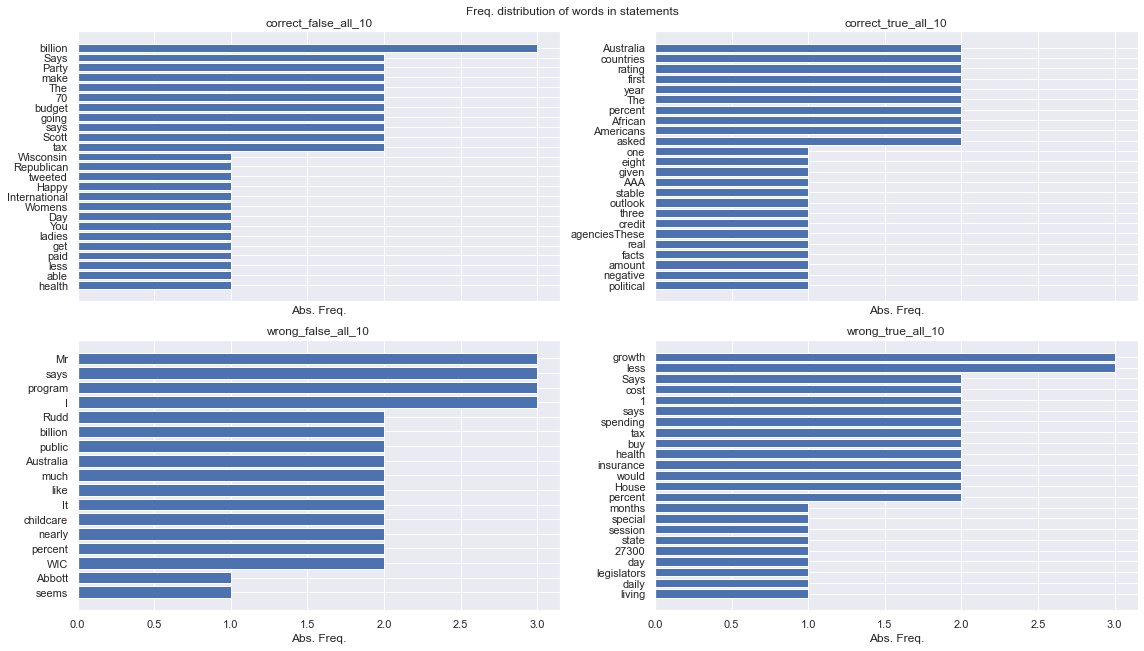 Freq. distribution of words in statements
correct_false_all_10
billion
Says
Party
make
The
70
budget
going
says
Scott
tax
Wisconsin
Republican
tweeted
Happy
International
Womens
Day
You
ladies
get
paid
less
able
health
Abs. Freq.
correct_true_all_10
Australia
countries
rating
first
year
The
percent
African
Americans
asked
one
eight
given
AAA
stable
outlook
three
credit
agenciesThese
real
facts
amount
negative
political
Abs. Freq.
wrong_false_all_10
Mr
says
program
I
Rudd
billion
public
Australia
much
like
It
childcare
nearly
percent
WIC
Abbott
seems
0.0 0.5 1.0 1.5 2.0 2.5 3.0
Abs. Freq.
wrong_true_all_10
growth
less
Says
cost
1
says
spending
tax
buy
health
insurance
would
House
percent
months
special
session
state
27300
day
legislators
daily
living
0.0 0.5 1.0 1.5 2.0 2.5 3.0
Abs. Freq.